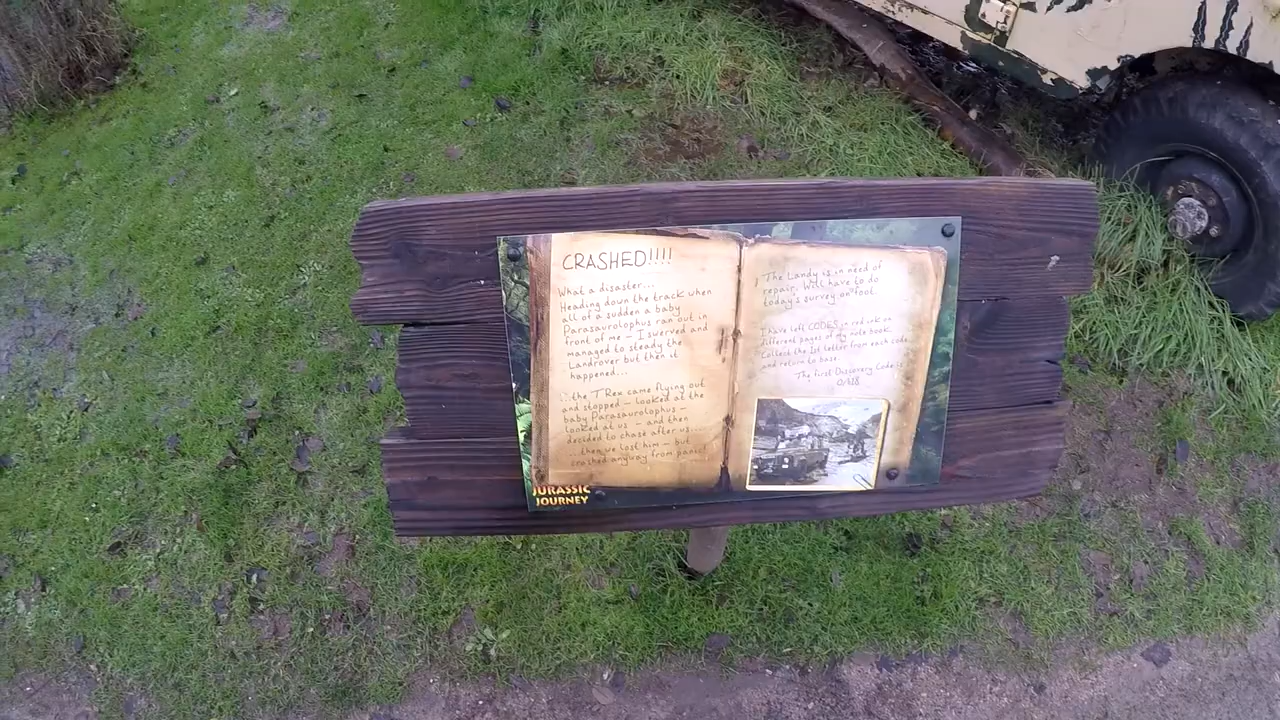 CRASHED!!!!
What a disaster...
Heading down the track when
all of a sudden a baby
Parasaurolophus ran out in
front of me - I swerved and
managed to steady the
Landrover but then it
happened...
...the T Rex came flying out
and stopped - looked at the
baby Parasaurolophus -
looked at us - and then
decided to chase after us...
...then we lost him - but
crashed anyway from panic!
JURASSIC
JOURNEY
The Landy is in need of
repair. Will have to do
today's survey on foot.
I have left CODES in red ink on
different pages of my note book.
Collect the 1st letter from each code
and return to base.
The first Discovery Code is